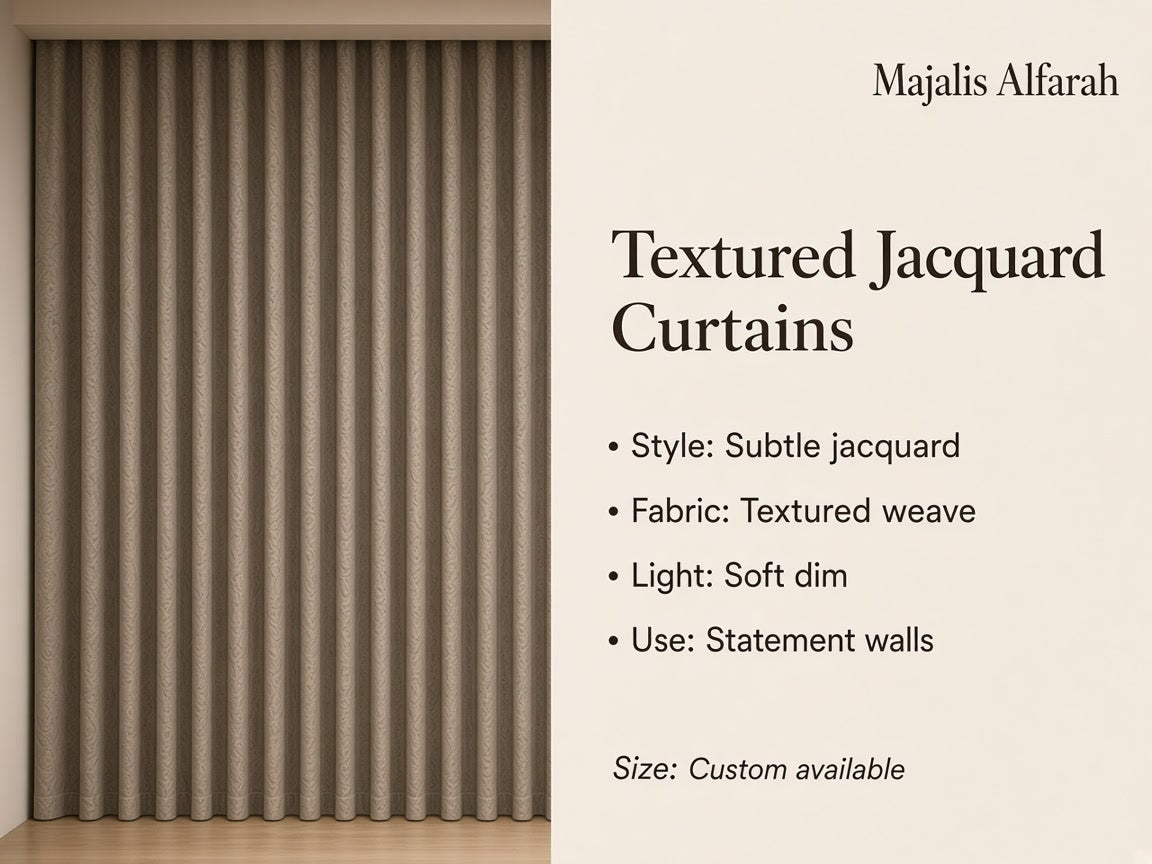 Majalis Alfarah
Textured Jacquard
Curtains
• Style: Subtle jacquard
• Fabric: Textured weave
• Light: Soft dim
• Use: Statement walls
Size: Custom available